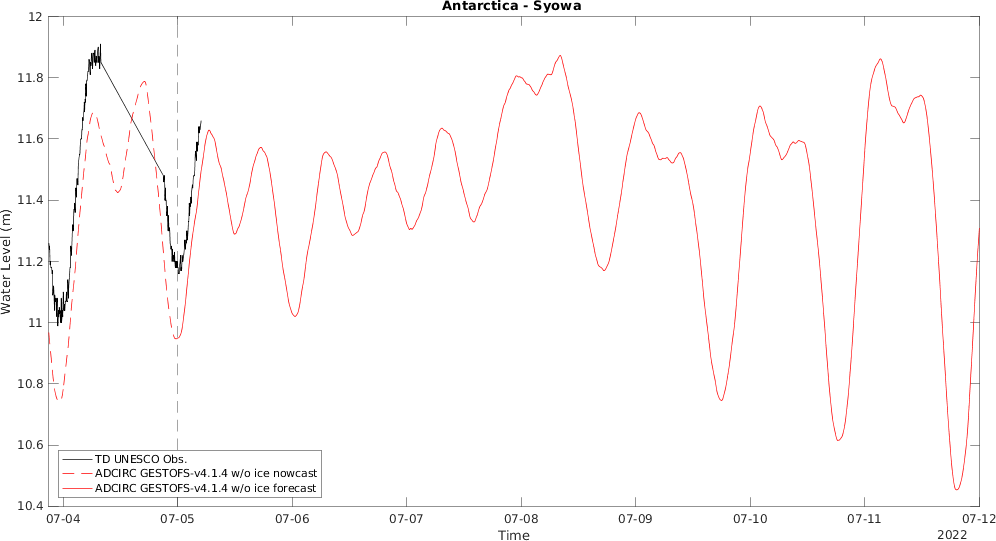 Antarctica - Syowa
Water Level (m)
12
11.8
11.6
11.4
11.2
11
10.8
10.6
10.4
TD UNESCO Obs.
ADCIRC GESTOFS-v4.1.4 w/o ice nowcast
ADCIRC GESTOFS-v4.1.4 w/o ice forecast
07-04 07-05 07-06 07-07 07-08 07-09 07-10 07-11 07-12
Time
2022